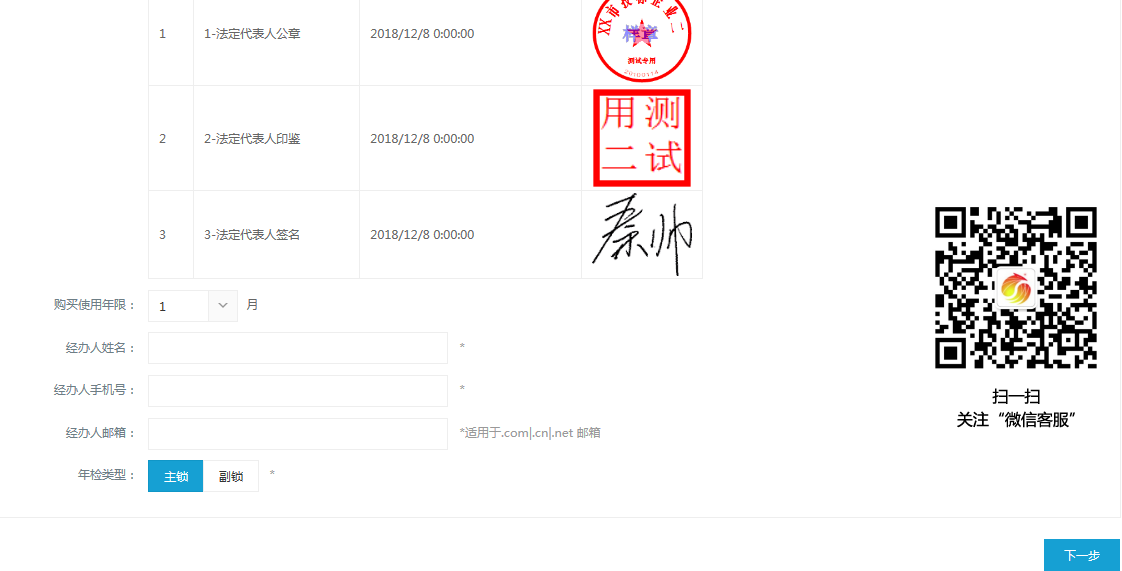 XX市投标企业二
1 1-法定代表人公章 2018/12/8 0:00:00
样章
测试专用
2 2-法定代表人印鉴 2018/12/8 0:00:00
用测
二试
3 3-法定代表人签名 2018/12/8 0:00:00
秦帅
购买使用年限： 1 月
经办人姓名： *
经办人手机号： *
经办人邮箱： *适用于.com|.cn|.net 邮箱
年检类型： 主锁 副锁 *
扫一扫
关注“微信客服”
下一步